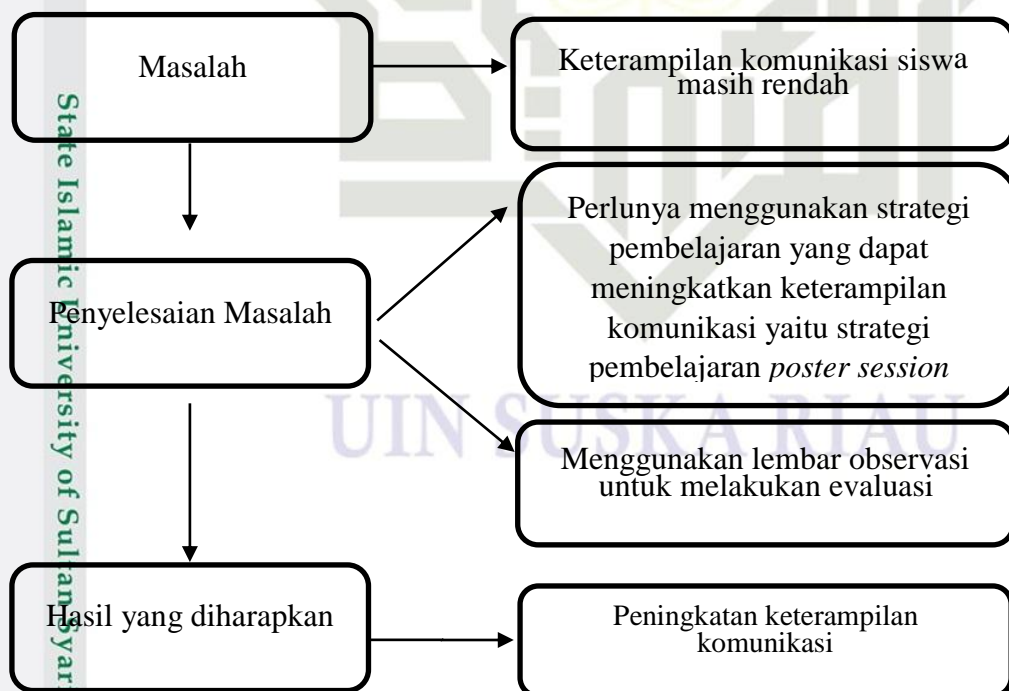 Masalah
Keterampilan komunikasi siswa
masih rendah
Perlunya menggunakan strategi
pembelajaran yang dapat
meningkatkan keterampilan
komunikasi yaitu strategi
pembelajaran poster session
Penyelesaian Masalah
Menggunakan lembar observasi
untuk melakukan evaluasi
Hasil yang diharapkan
Peningkatan keterampilan
komunikasi
UIN SUSKA RIAU
State Islamic University of Sultan Syari